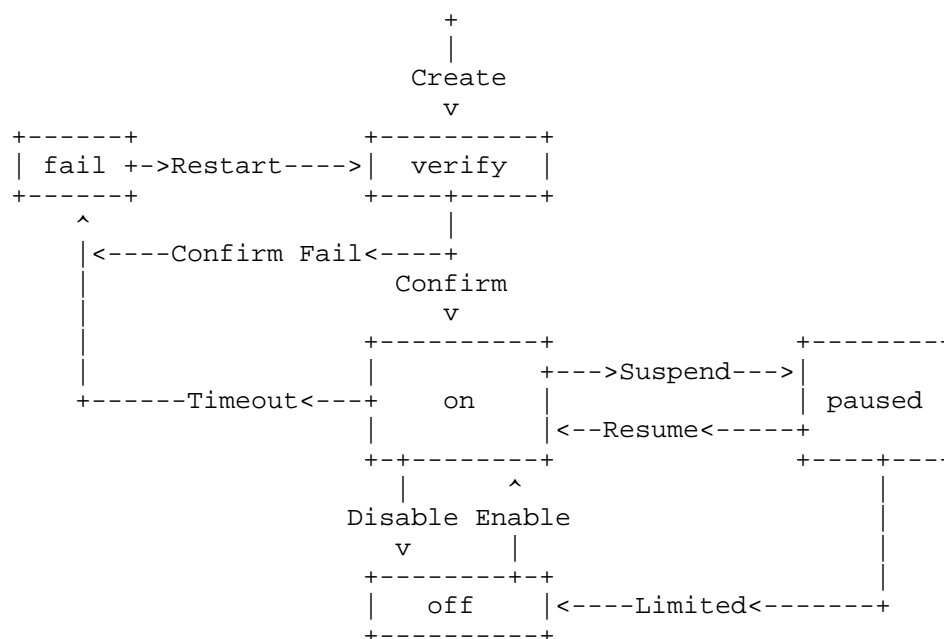 Create
fail Restart verify
Confirm Fail
Confirm
Suspend
Timeout on paused
Resume
Disable Enable
off Limited